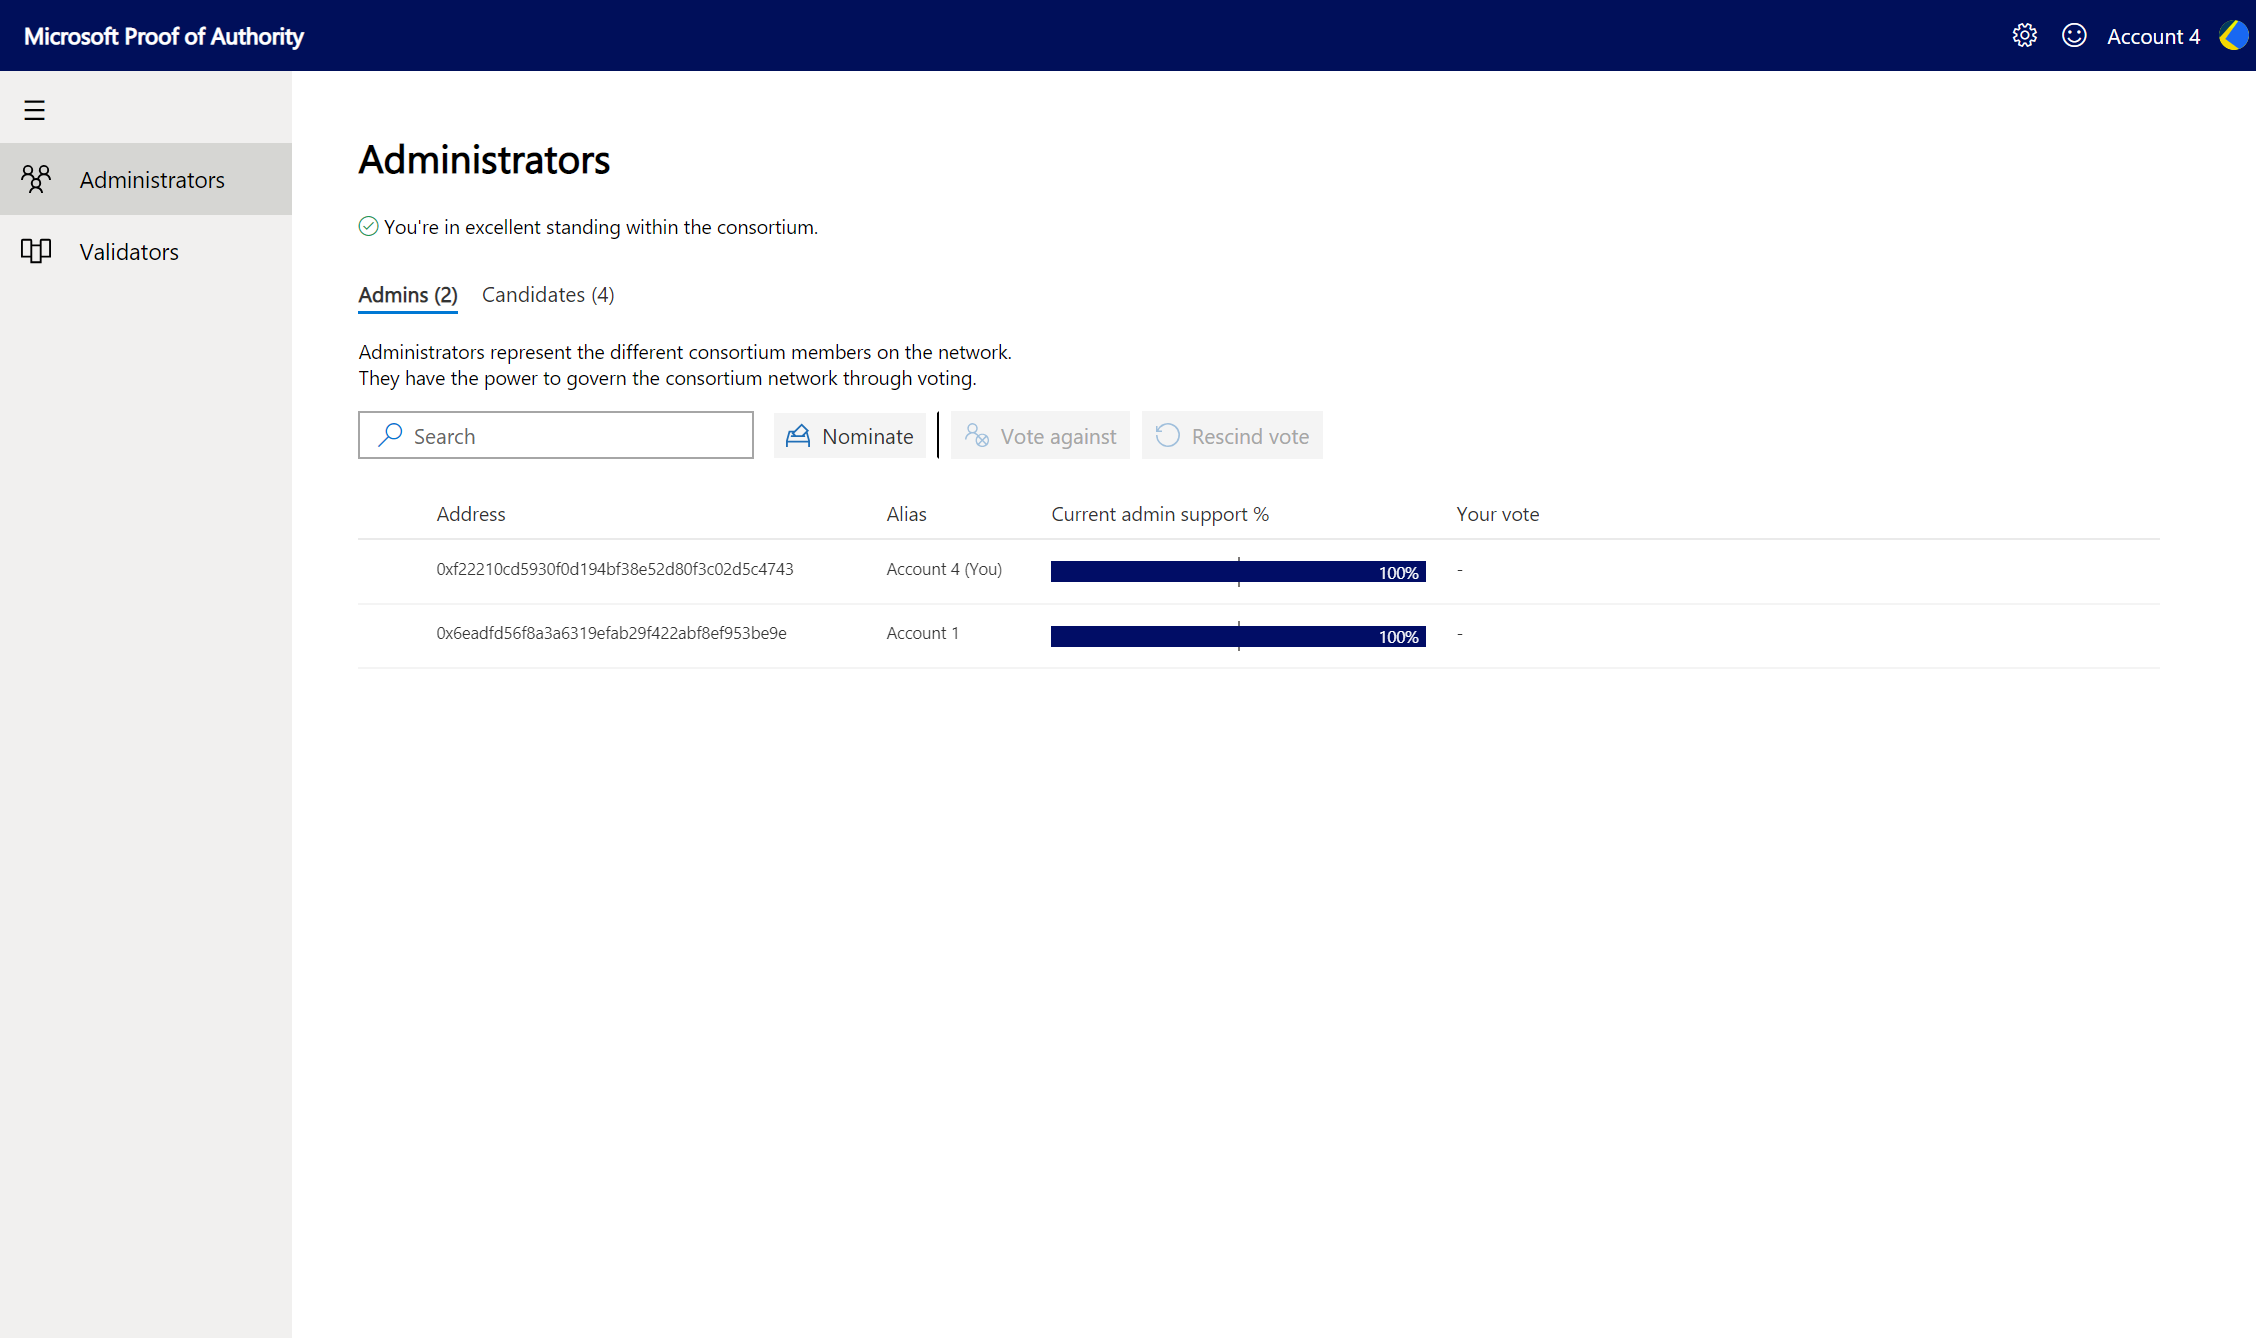 Microsoft Proof of Authority
Account 4
Administrators
Validators
Administrators
You're in excellent standing within the consortium.
Admins (2) Candidates (4)
Administrators represent the different consortium members on the network.
They have the power to govern the consortium network through voting.
Search Nominate Vote against Rescind vote
Address Alias Current admin support % Your vote
0xf22210cd5930f0d194bf38e52d80f3c02d5c4743 Account 4 (You) 100% -
0x6eadfd56f8a3a6319efab29f422abf8ef953be9e Account 1 100% -